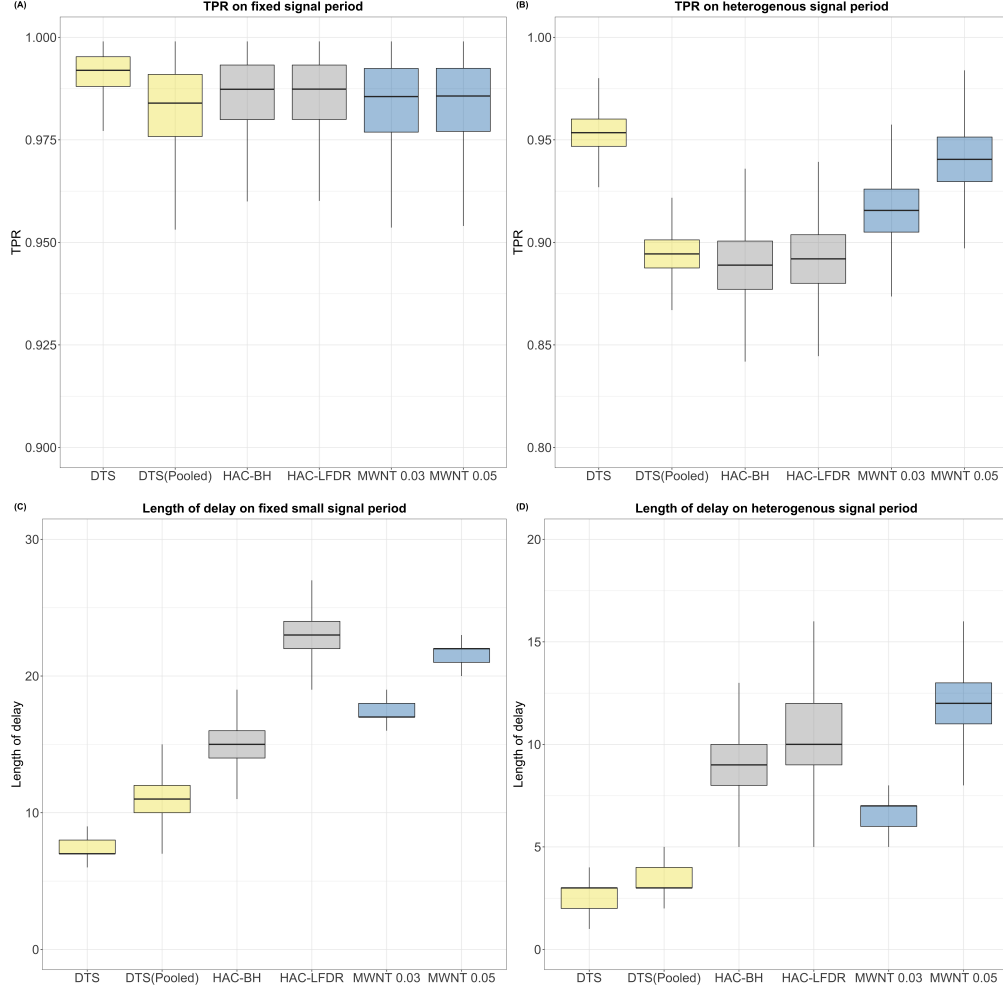 (A)
TPR on fixed signal period
1.000
0.975
0.950
0.925
0.900
TPR
DTS DTS(Pooled) HAC-BH HAC-LFDR MWNT 0.03 MWNT 0.05
(B)
TPR on heterogenous signal period
1.00
0.95
0.90
0.85
0.80
TPR
DTS DTS(Pooled) HAC-BH HAC-LFDR MWNT 0.03 MWNT 0.05
(C)
Length of delay on fixed small signal period
30
20
10
0
Length of delay
DTS DTS(Pooled) HAC-BH HAC-LFDR MWNT 0.03 MWNT 0.05
(D)
Length of delay on heterogenous signal period
20
15
10
5
0
Length of delay
DTS DTS(Pooled) HAC-BH HAC-LFDR MWNT 0.03 MWNT 0.05